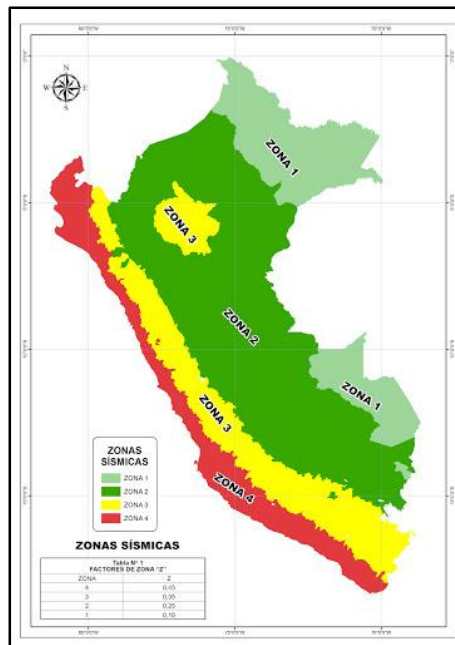 N
W E
S
ZONA 1
ZONA 3
ZONA 2
ZONA 1
ZONA 3
ZONA 4
ZONAS
SÍSMICAS
ZONA 1
ZONA 2
ZONA 3
ZONA 4
ZONAS SÍSMICAS
Tabla N° 1
FACTORES DE ZONA "Z"
ZONA Z
4 0,45
3 0,35
2 0,25
1 0,10